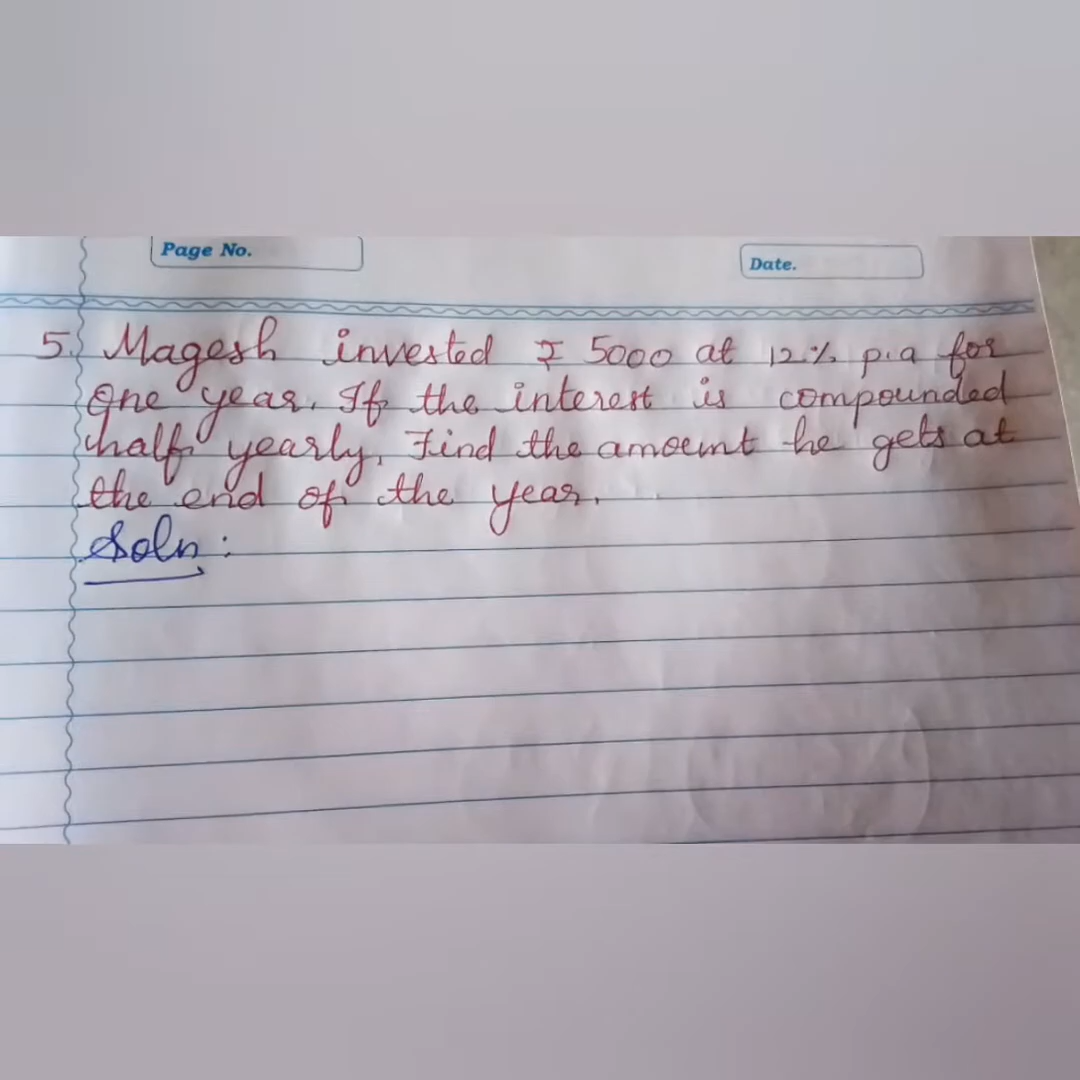 Page No.
Date.
5. Magesh invested ₹ 5000 at 12% p.a for
one year. If the interest is compounded
half yearly, Find the amount he gets at
the end of the year.
Soln :